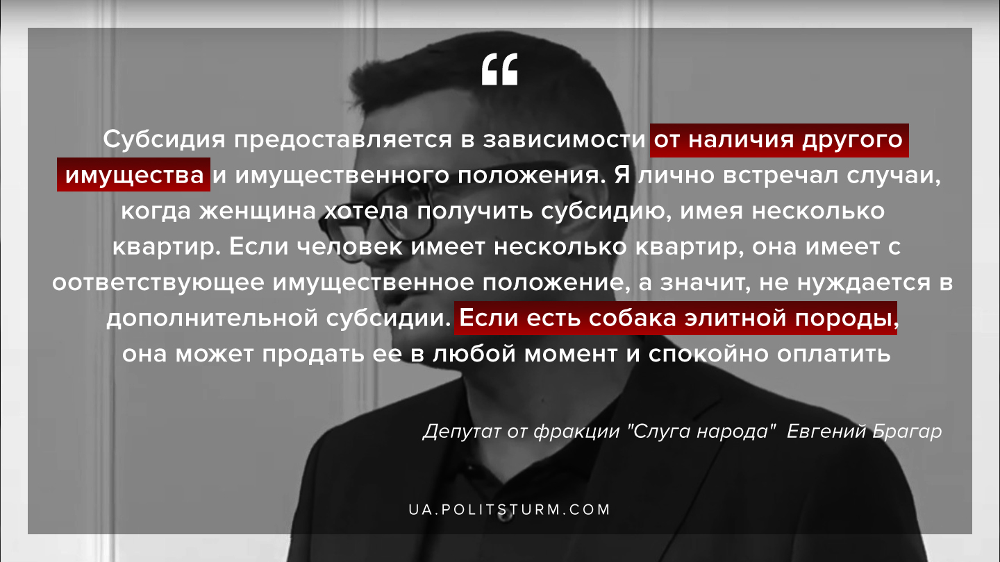 “
Субсидия предоставляется в зависимости от наличия другого
имущества и имущественного положения. Я лично встречал случаи,
когда женщина хотела получить субсидию, имея несколько
квартир. Если человек имеет несколько квартир, она имеет с
оответствующее имущественное положение, а значит, не нуждается в
дополнительной субсидии. Если есть собака элитной породы,
она может продать ее в любой момент и спокойно оплатить
Депутат от фракции "Слуга народа" Евгений Брагар
UA.POLITSTURM.COM